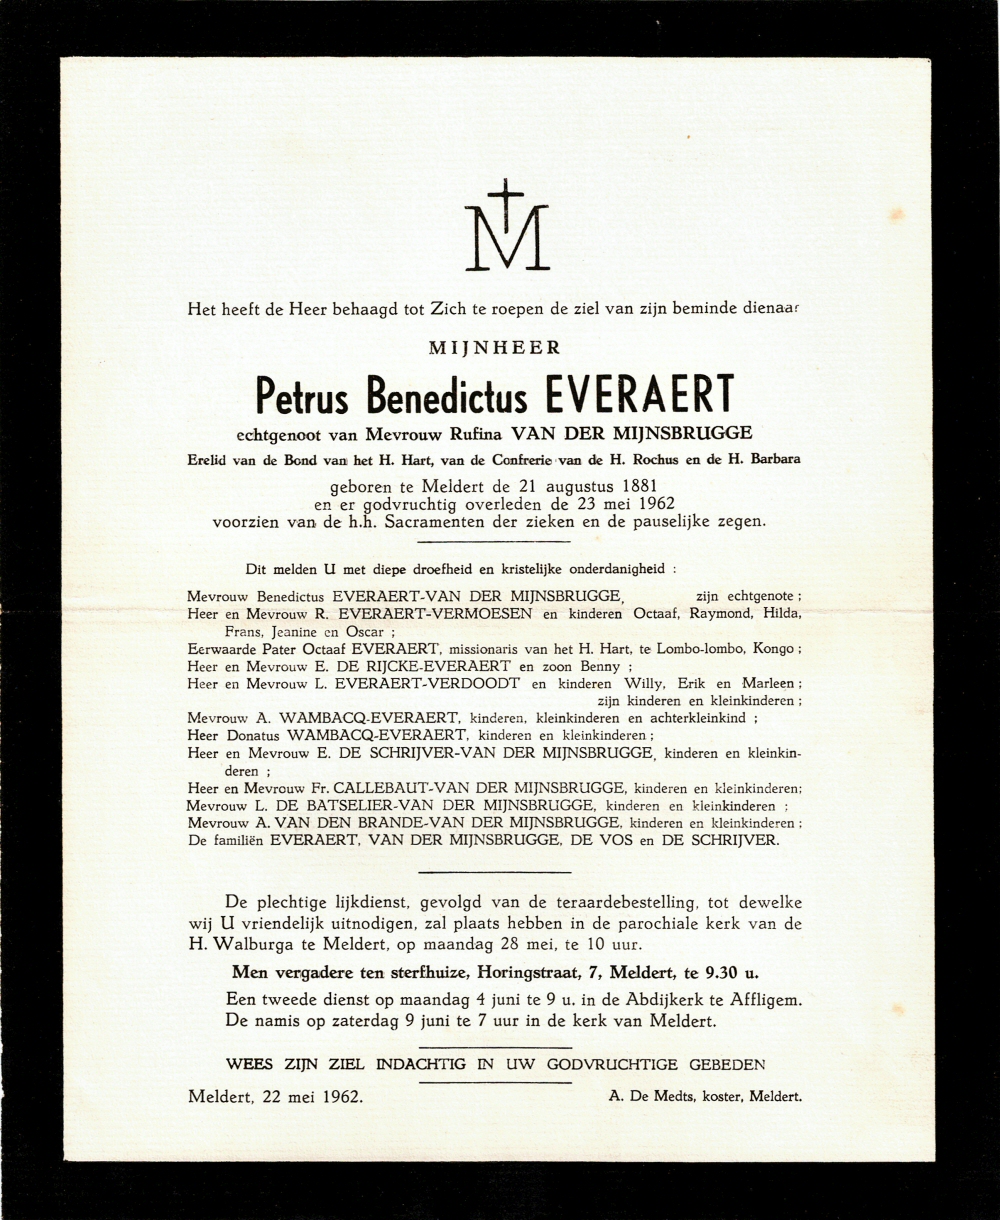 M
Het heeft de Heer behaagd tot Zich te roepen de ziel van zijn beminde dienaar
MIJNHEER
Petrus Benedictus EVERAERT
echtgenoot van Mevrouw Rufina VAN DER MIJNSBRUGGE
Erelid van de Bond van het H. Hart, van de Confrerie van de H. Rochus en de H. Barbara
geboren te Meldert de 21 augustus 1881
en er godvruchtig overleden de 23 mei 1962
voorzien van de h.h. Sacramenten der zieken en de pauselijke zegen.
Dit melden U met diepe droefheid en kristelijke onderdanigheid :
Mevrouw Benedictus EVERAERT-VAN DER MIJNSBRUGGE, zijn echtgenote ;
Heer en Mevrouw R. EVERAERT-VERMOESEN en kinderen Octaaf, Raymond, Hilda,
Frans, Jeanine en Oscar ;
Eerwaarde Pater Octaaf EVERAERT, missionaris van het H. Hart, te Lombo-lombo, Kongo ;
Heer en Mevrouw E. DE RIJCKE-EVERAERT en zoon Benny ;
Heer en Mevrouw L. EVERAERT-VERDOODT en kinderen Willy, Erik en Marleen ;
zijn kinderen en kleinkinderen ;
Mevrouw A. WAMBACQ-EVERAERT, kinderen, kleinkinderen en achterkleinkind ;
Heer Donatus WAMBACQ-EVERAERT, kinderen en kleinkinderen ;
Heer en Mevrouw E. DE SCHRIJVER-VAN DER MIJNSBRUGGE, kinderen en kleinkin-
deren ;
Heer en Mevrouw Fr. CALLEBAUT-VAN DER MIJNSBRUGGE, kinderen en kleinkinderen;
Mevrouw L. DE BATSELIER-VAN DER MIJNSBRUGGE, kinderen en kleinkinderen ;
Mevrouw A. VAN DEN BRANDE-VAN DER MIJNSBRUGGE, kinderen en kleinkinderen ;
De familiën EVERAERT, VAN DER MIJNSBRUGGE, DE VOS en DE SCHRIJVER.
De plechtige lijkdienst, gevolgd van de teraardebestelling, tot dewelke
wij U vriendelijk uitnodigen, zal plaats hebben in de parochiale kerk van de
H. Walburga te Meldert, op maandag 28 mei, te 10 uur.
Men vergadere ten sterfhuize, Horingstraat, 7, Meldert, te 9.30 u.
Een tweede dienst op maandag 4 juni te 9 u. in de Abdijkerk te Affligem.
De namis op zaterdag 9 juni te 7 uur in de kerk van Meldert.
WEES ZIJN ZIEL INDACHTIG IN UW GODVRUCHTIGE GEBEDEN
Meldert, 22 mei 1962. A. De Medts, koster, Meldert.